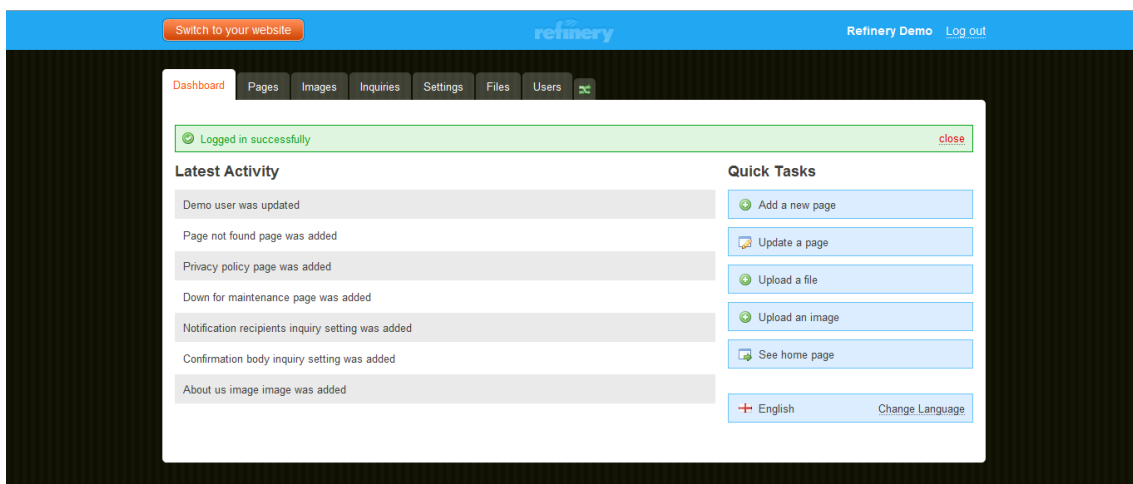 Switch to your website
refinery
Refinery Demo Log out
Dashboard Pages Images Inquiries Settings Files Users
Logged in successfully close
Latest Activity
Demo user was updated
Page not found page was added
Privacy policy page was added
Down for maintenance page was added
Notification recipients inquiry setting was added
Confirmation body inquiry setting was added
About us image image was added
Quick Tasks
Add a new page
Update a page
Upload a file
Upload an image
See home page
English Change Language